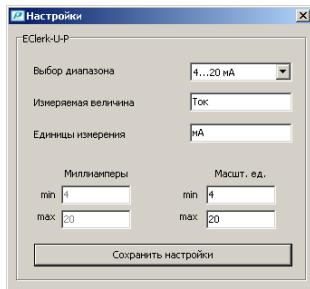 Настройки
EClerk-U-P
Выбор диапазона 4...20 мА
Измеряемая величина Ток
Единицы измерения мА
Миллиамперы Масшт. ед.
min 4 min 4
max 20 max 20
Сохранить настройки